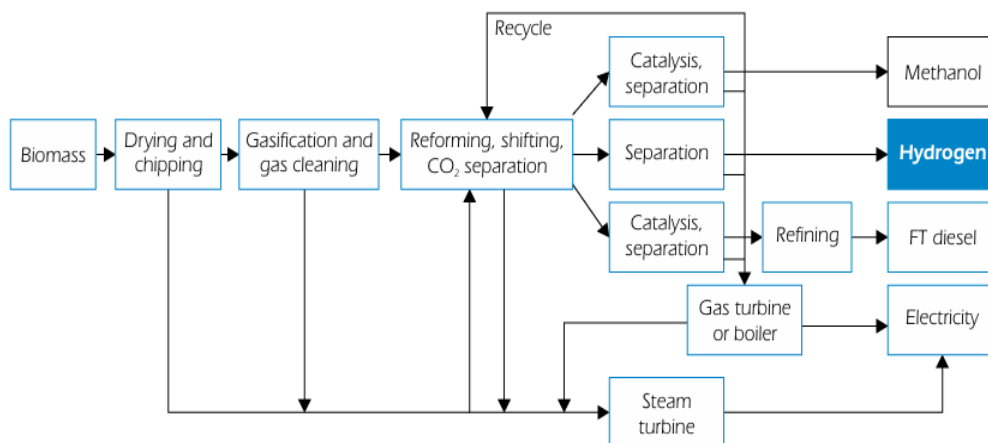 Recycle
Catalysis,
separation
Methanol
Biomass
Drying and
chipping
Gasification and
gas cleaning
Reforming, shifting,
CO₂ separation
Separation
Hydrogen
Catalysis,
separation
Refining
FT diesel
Gas turbine
or boiler
Electricity
Steam
turbine